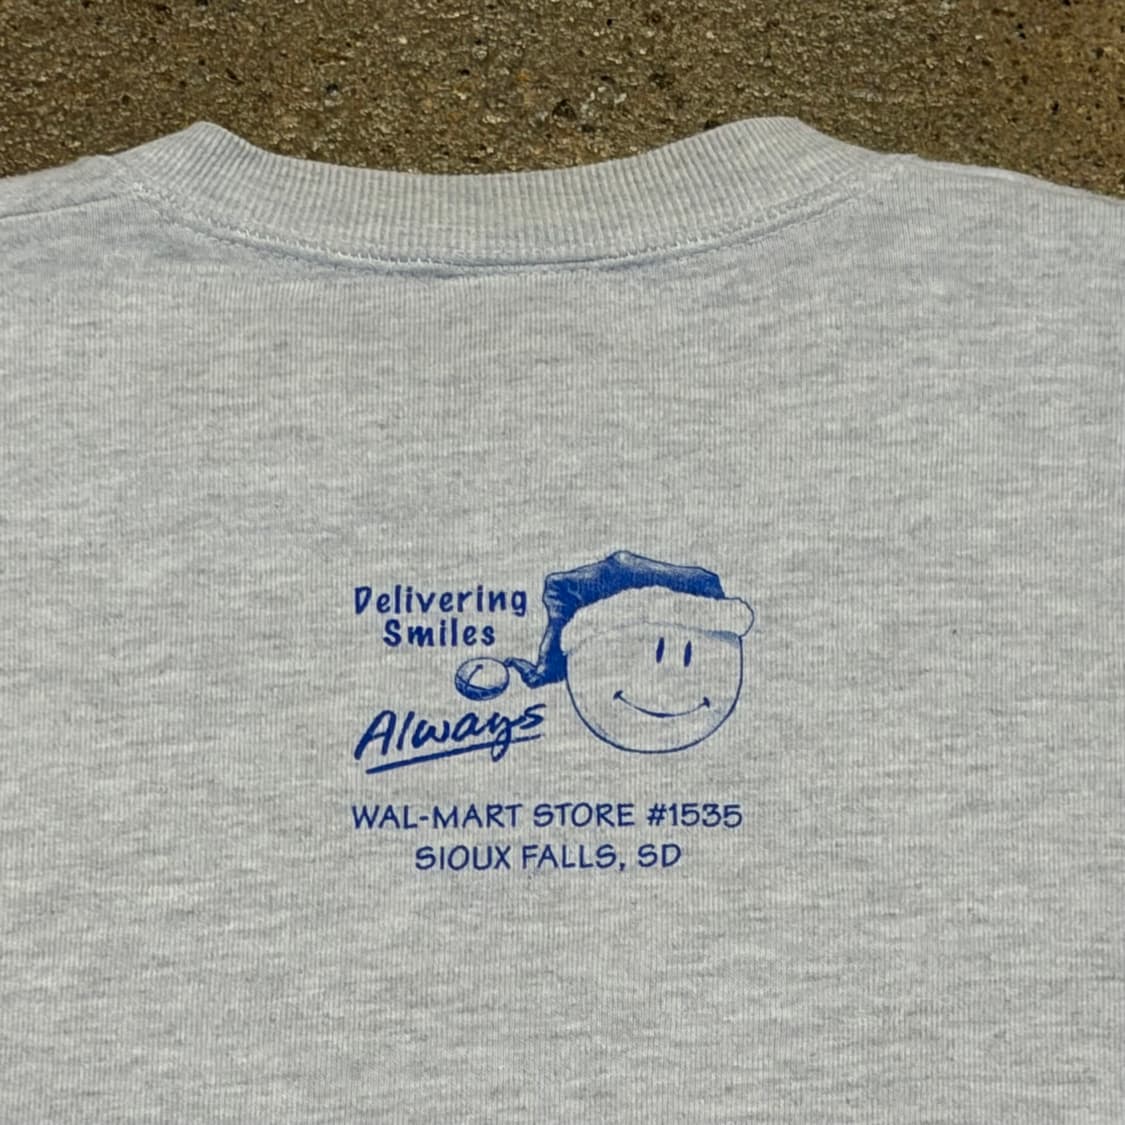 Delivering
Smiles
Always
WAL-MART STORE #1535
SIOUX FALLS, SD